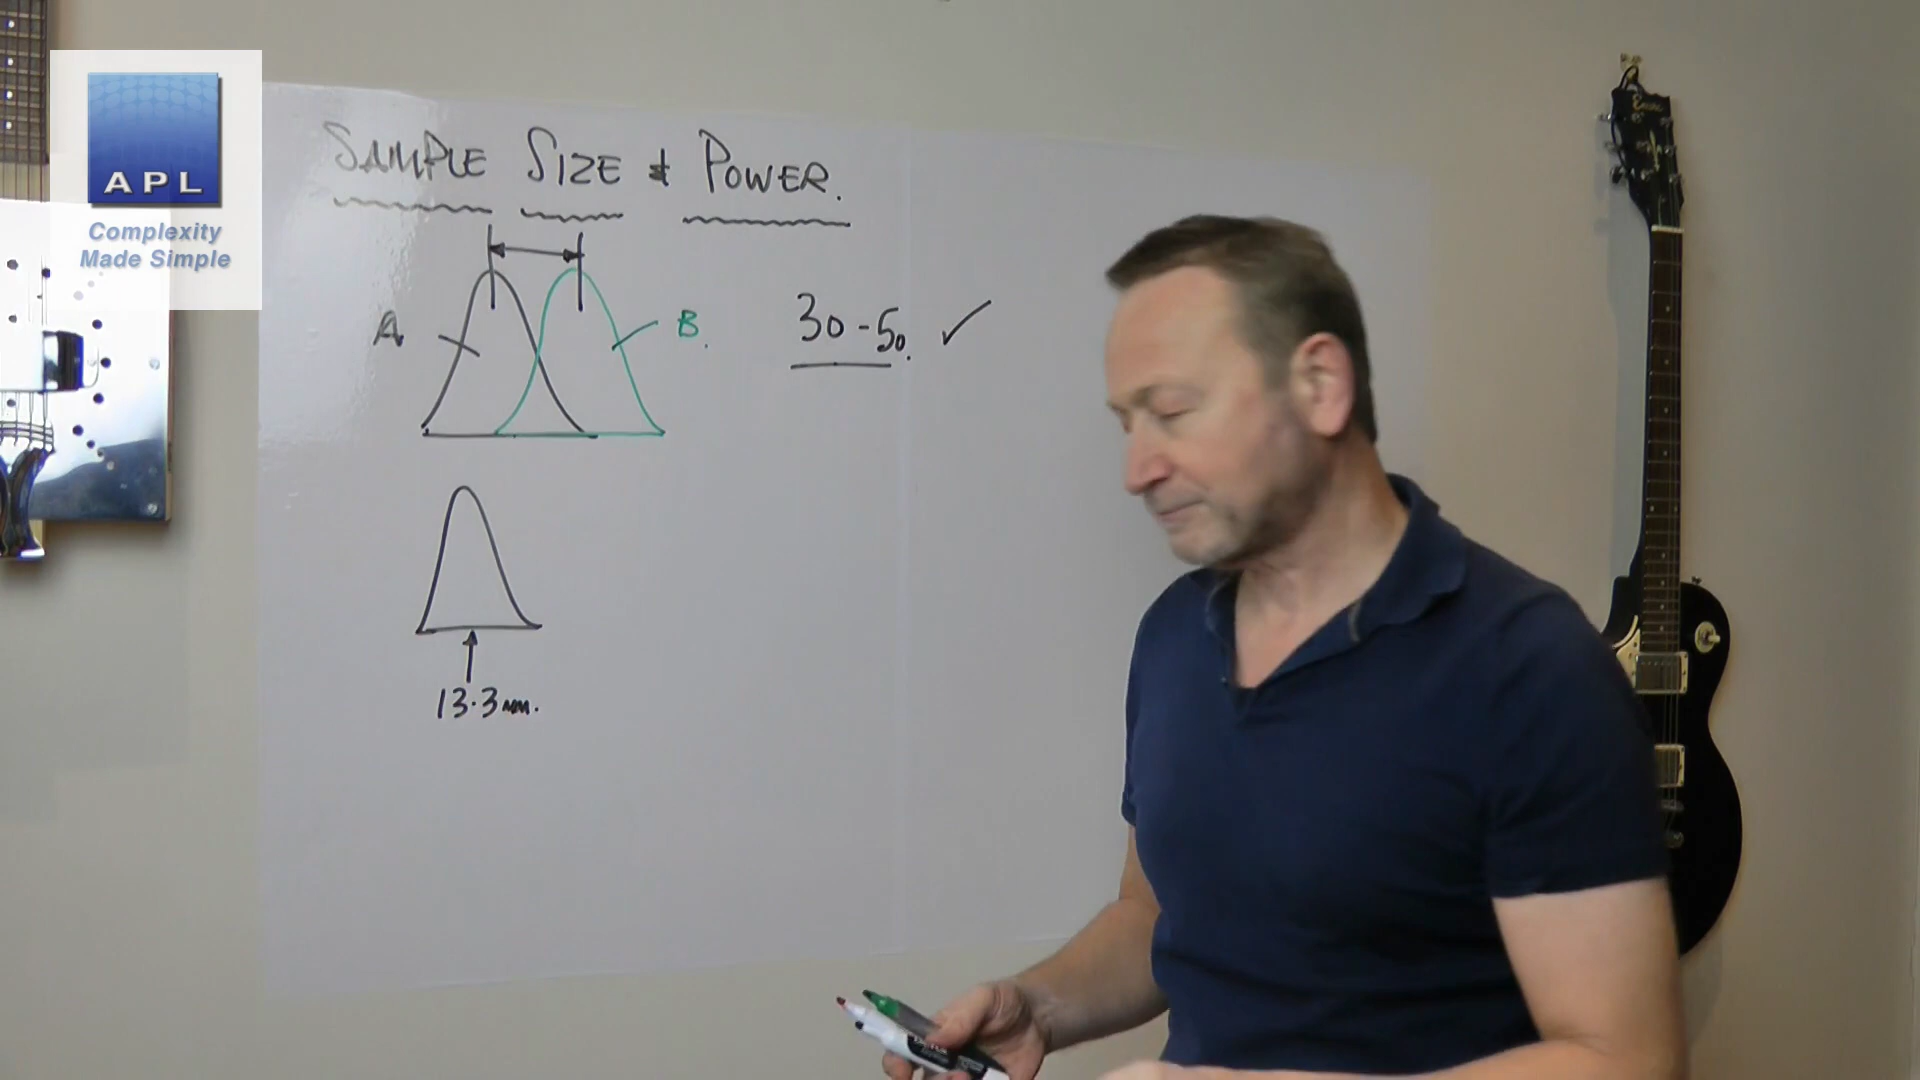 APL
Complexity
Made Simple
SAMPLE SIZE & POWER.
A
B.
30-50.
13.3mm.